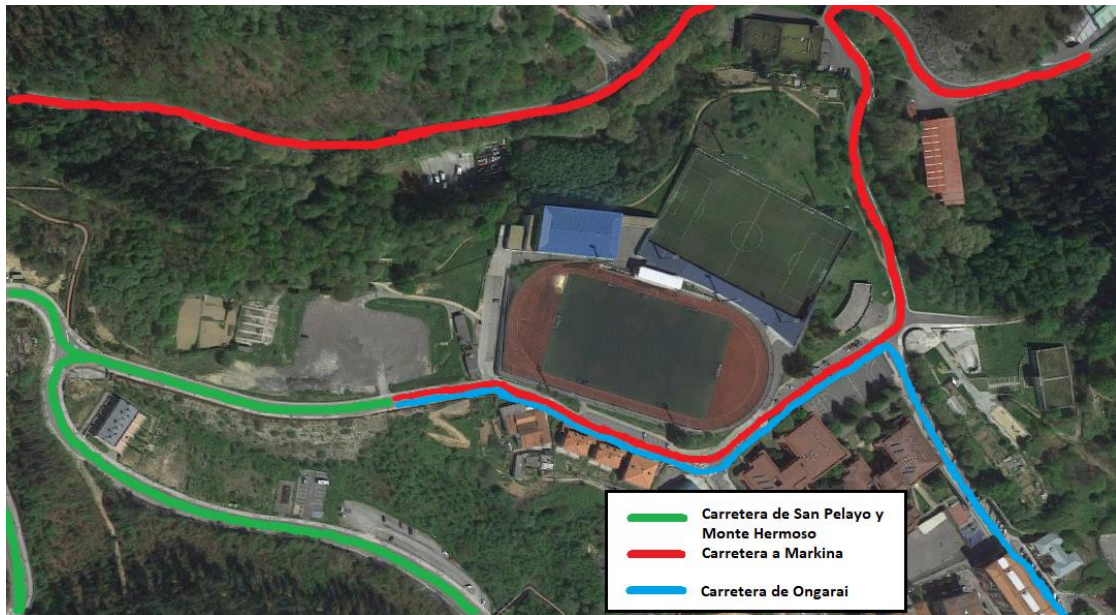 Carretera de San Pelayo y
Monte Hermoso
Carretera a Markina
Carretera de Ongarai